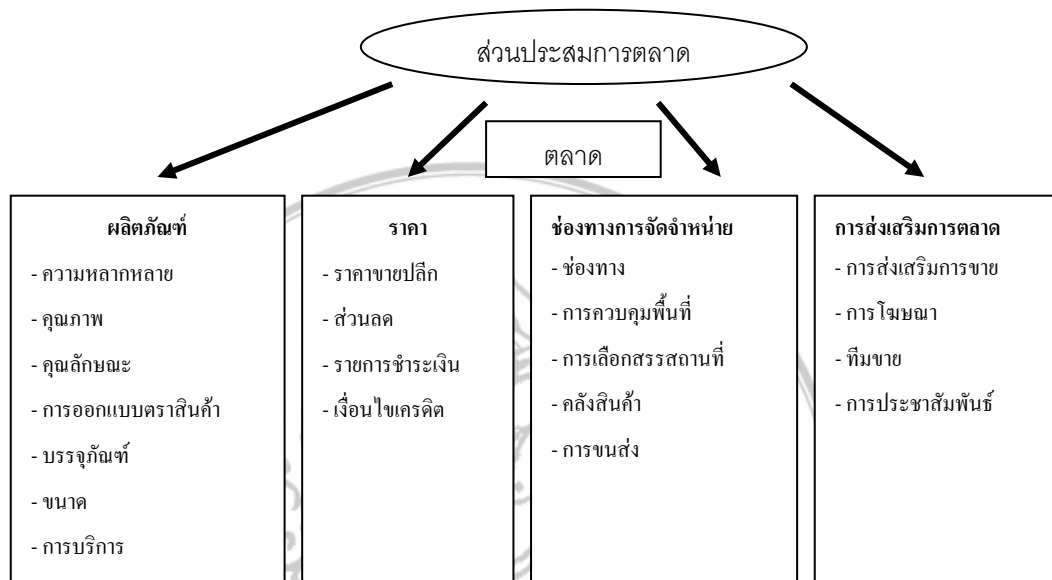 ส่วนประสมการตลาด
ตลาด
ผลิตภัณฑ์
- ความหลากหลาย
- คุณภาพ
- คุณลักษณะ
- การออกแบบตราสินค้า
- บรรจุภัณฑ์
- ขนาด
- การบริการ
ราคา
- ราคาขายปลีก
- ส่วนลด
- รายการชำระเงิน
- เงื่อนไขเครดิต
ช่องทางการจัดจำหน่าย
- ช่องทาง
- การควบคุมพื้นที่
- การเลือกสรรสถานที่
- คลังสินค้า
- การขนส่ง
การส่งเสริมการตลาด
- การส่งเสริมการขาย
- การโฆษณา
- ทีมขาย
- การประชาสัมพันธ์